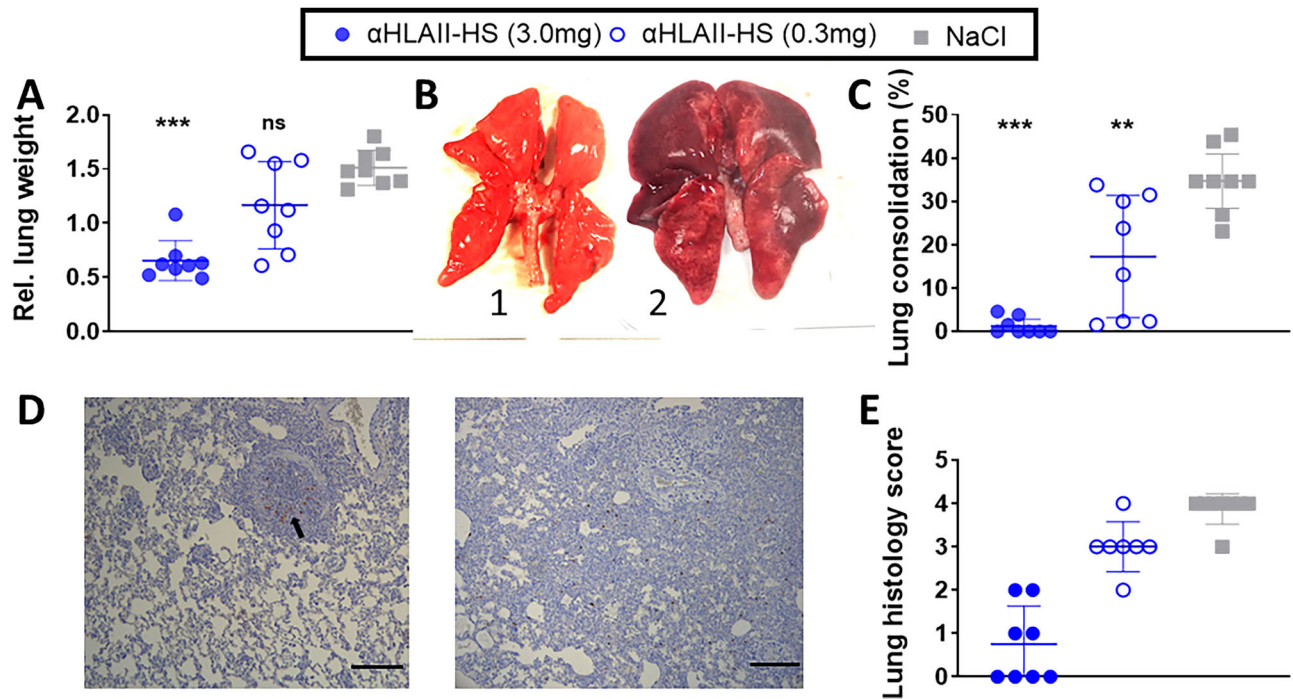 αHLAII-HS (3.0mg) αHLAII-HS (0.3mg) NaCl
A
Rel. lung weight
2.0
1.5
1.0
0.5
0.0
***
ns
B
1
2
C
Lung consolidation (%)
50
40
30
20
10
0
***
**
D
E
Lung histology score
5
4
3
2
1
0